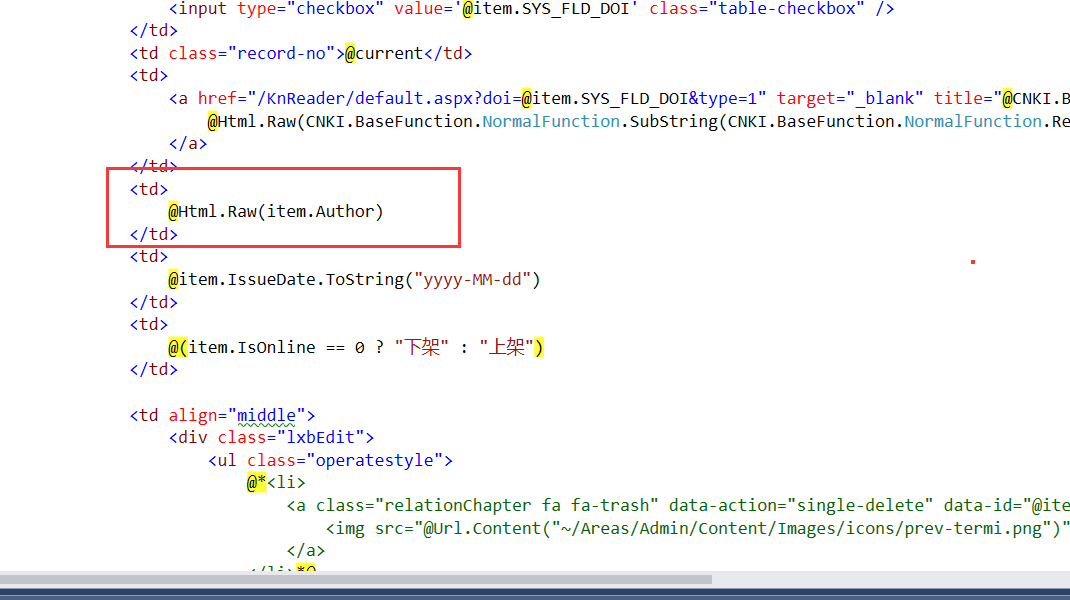 <input type="checkbox" value='@item.SYS_FLD_DOI' class="table-checkbox" />
</td>
<td class="record-no">@current</td>
<td>
<a href="/KnReader/default.aspx?doi=@item.SYS_FLD_DOI&type=1" target="_blank" title="@CNKI.B
@Html.Raw(CNKI.BaseFunction.NormalFunction.SubString(CNKI.BaseFunction.NormalFunction.Re
</a>
</td>
<td>
@Html.Raw(item.Author)
</td>
<td>
@item.IssueDate.ToString("yyyy-MM-dd")
</td>
<td>
@(item.IsOnline == 0 ? "下架" : "上架")
</td>
<td align="middle">
<div class="lxbEdit">
<ul class="operatestyle">
@*<li>
<a class="relationChapter fa fa-trash" data-action="single-delete" data-id="@ite
<img src="@Url.Content("~/Areas/Admin/Content/Images/icons/prev-termi.png")"
</a>
</li>*@